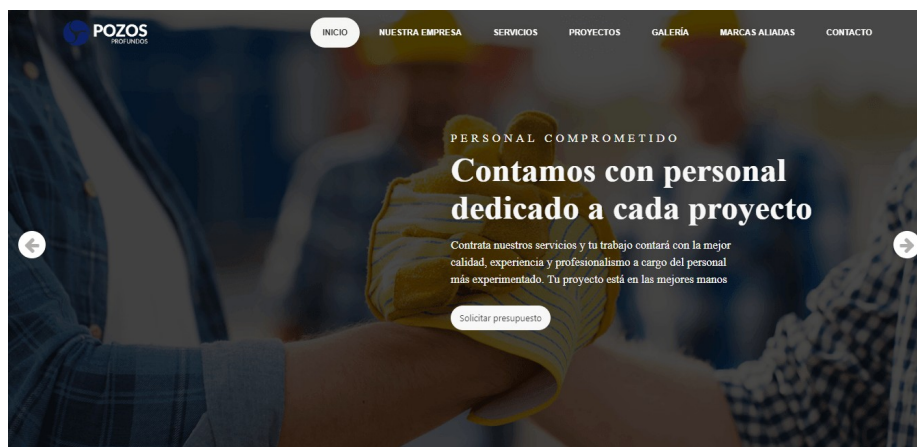 POZOS
PROFUNDOS
INICIO
NUESTRA EMPRESA
SERVICIOS
PROYECTOS
GALERÍA
MARCAS ALIADAS
CONTACTO
PERSONAL COMPROMETIDO
Contamos con personal
dedicado a cada proyecto
Contrata nuestros servicios y tu trabajo contará con la mejor
calidad, experiencia y profesionalismo a cargo del personal
más experimentado. Tu proyecto está en las mejores manos
Solicitar presupuesto